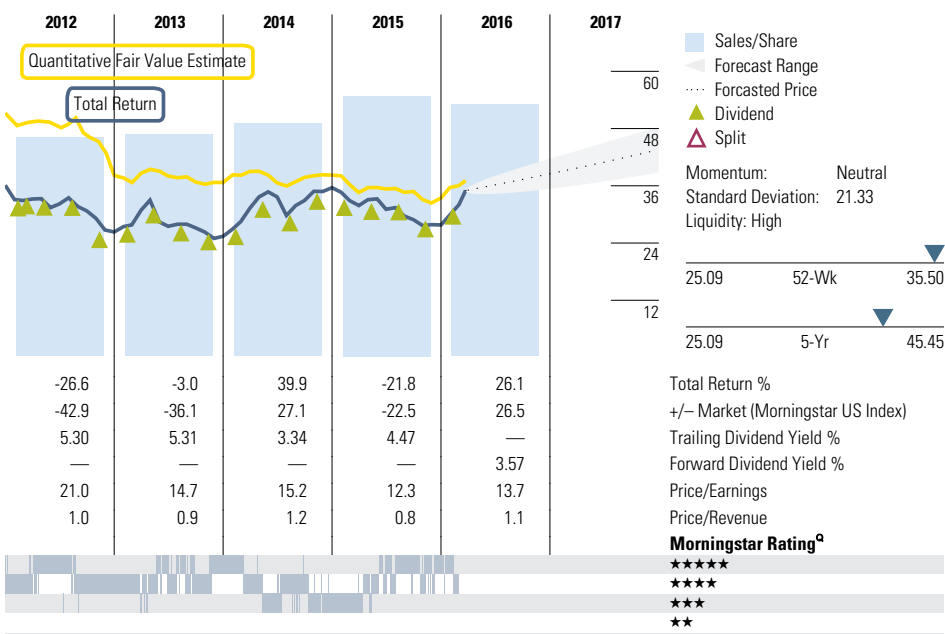 2012 2013 2014 2015 2016 2017
Quantitative Fair Value Estimate
Total Return
60
48
36
24
12
Sales/Share
Forecast Range
Forcasted Price
Dividend
Split
Momentum: Neutral
Standard Deviation: 21.33
Liquidity: High
25.09 52-Wk 35.50
25.09 5-Yr 45.45
-26.6 -3.0 39.9 -21.8 26.1 Total Return %
-42.9 -36.1 27.1 -22.5 26.5 +/– Market (Morningstar US Index)
5.30 5.31 3.34 4.47 — Trailing Dividend Yield %
— — — — 3.57 Forward Dividend Yield %
21.0 14.7 15.2 12.3 13.7 Price/Earnings
1.0 0.9 1.2 0.8 1.1 Price/Revenue
Morningstar Rating^Q
★★★★★
★★★★
★★★
★★